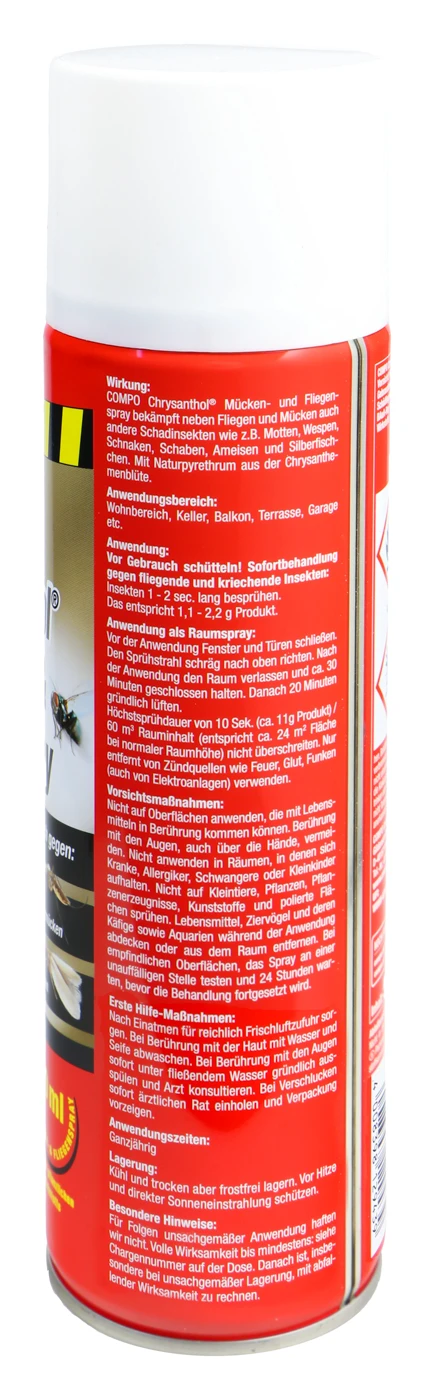 Wirkung:
COMPO Chrysanthol® Mücken- und Fliegen-
spray bekämpft neben Fliegen und Mücken auch
andere Schadinsekten wie z.B. Motten, Wespen,
Schnaken, Schaben, Ameisen und Silberfisch-
chen. Mit Naturpyrethrum aus der Chrysanthe-
menblüte.
Anwendungsbereich:
Wohnbereich, Keller, Balkon, Terrasse, Garage
etc.
Anwendung:
Vor Gebrauch schütteln! Sofortbehandlung
gegen fliegende und kriechende Insekten:
Insekten 1 - 2 sec. lang besprühen.
Das entspricht 1,1 - 2,2 g Produkt.
Anwendung als Raumspray:
Vor der Anwendung Fenster und Türen schließen.
Den Sprühstrahl schräg nach oben richten. Nach
der Anwendung den Raum verlassen und ca. 30
Minuten geschlossen halten. Danach 20 Minuten
gründlich lüften.
Höchstsprühdauer von 10 Sek. (ca. 11g Produkt) /
60 m³ Rauminhalt (entspricht ca. 24 m² Fläche
bei normaler Raumhöhe) nicht überschreiten. Nur
entfernt von Zündquellen wie Feuer, Glut, Funken
(auch von Elektroanlagen) verwenden.
Vorsichtsmaßnahmen:
Nicht auf Oberflächen anwenden, die mit Lebens-
mitteln in Berührung kommen können. Berührung
mit den Augen, auch über die Hände, vermei-
den. Nicht anwenden in Räumen, in denen sich
Kranke, Allergiker, Schwangere oder Kleinkinder
aufhalten. Nicht auf Kleintiere, Pflanzen, Pflan-
zenerzeugnisse, Kunststoffe und polierte Flä-
chen sprühen. Lebensmittel, Ziervögel und deren
Käfige sowie Aquarien während der Anwendung
abdecken oder aus dem Raum entfernen. Bei
empfindlichen Oberflächen, das Spray an einer
unauffälligen Stelle testen und 24 Stunden war-
ten, bevor die Behandlung fortgesetzt wird.
Erste Hilfe-Maßnahmen:
Nach Einatmen für reichlich Frischluftzufuhr sor-
gen. Bei Berührung mit der Haut mit Wasser und
Seife abwaschen. Bei Berührung mit den Augen
sofort unter fließendem Wasser gründlich aus-
spülen und Arzt konsultieren. Bei Verschlucken
sofort ärztlichen Rat einholen und Verpackung
vorzeigen.
Anwendungszeiten:
Ganzjährig
Lagerung:
Kühl und trocken aber frostfrei lagern. Vor Hitze
und direkter Sonneneinstrahlung schützen.
Besondere Hinweise:
Für Folgen unsachgemäßer Anwendung haften
wir nicht. Volle Wirksamkeit bis mindestens: siehe
Chargennummer auf der Dose. Danach ist, insbe-
sondere bei unsachgemäßer Lagerung, mit abfal-
lender Wirksamkeit zu rechnen.
gegen:
ml
FLIEGENSPRAY